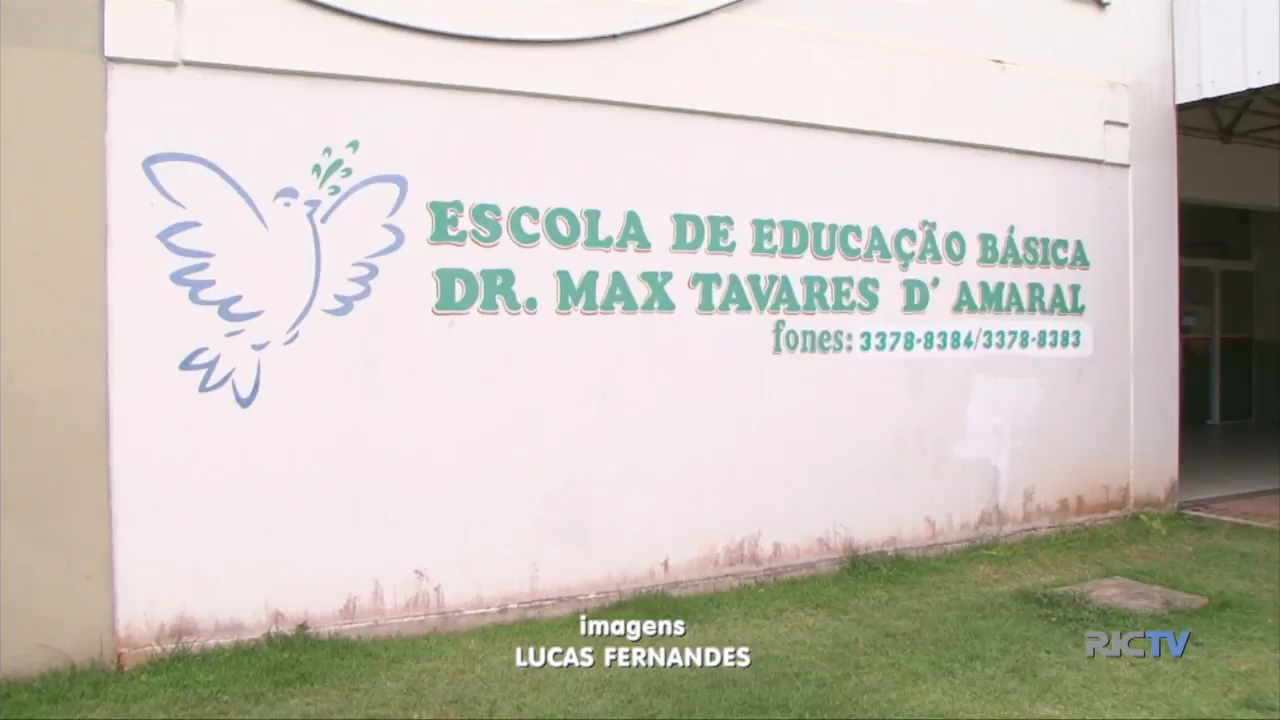 ESCOLA DE EDUCAÇÃO BÁSICA
DR. MAX TAVARES D' AMARAL
fones: 3378-8384/3378-8383
imagens
LUCAS FERNANDES
RICTV